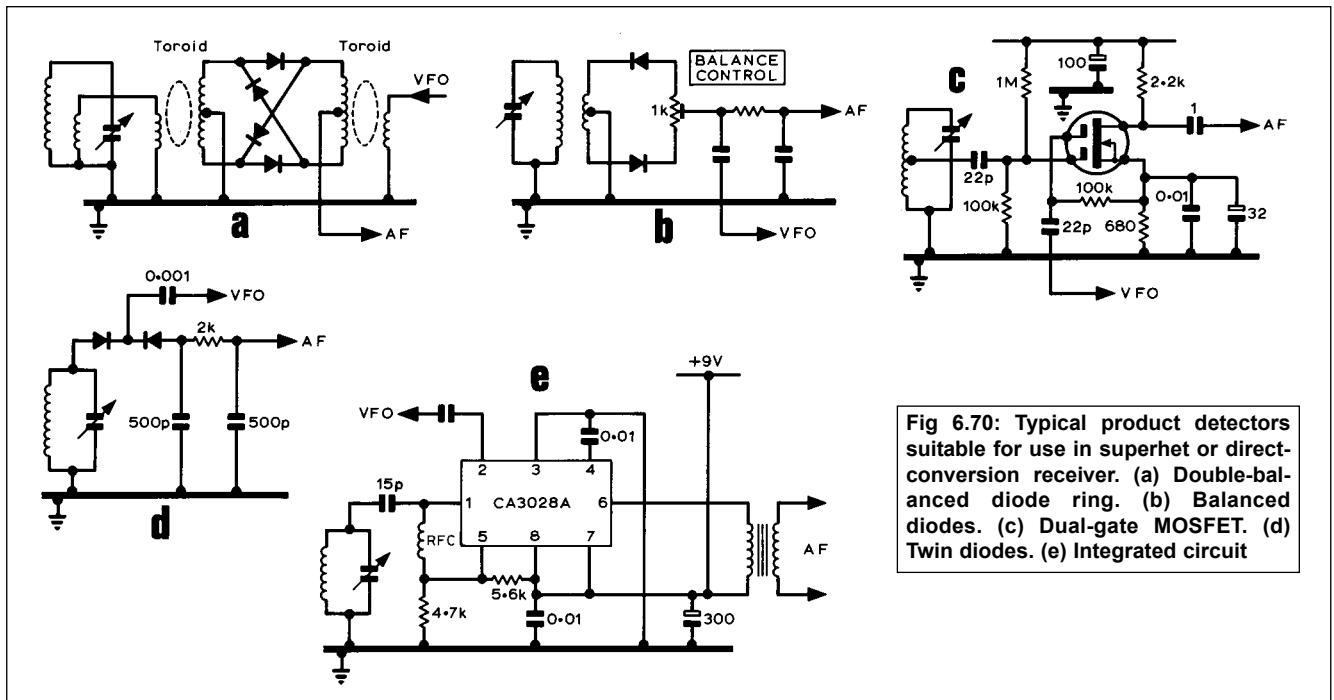 Toroid
Toroid
VFO
AF
a
BALANCE
CONTROL
1k
AF
VFO
b
c
100
1M
2·2k
1
AF
22p
100k
100k
22p
680
0·01
32
VFO
0·001
VFO
2k
AF
500p
500p
d
e
+9V
VFO
0·01
15p
2
3
4
1
CA3028A
6
5
8
7
RFC
5·6k
4·7k
0·01
300
AF
Fig 6.70: Typical product detectors
suitable for use in superhet or direct-
conversion receiver. (a) Double-bal-
anced diode ring. (b) Balanced
diodes. (c) Dual-gate MOSFET. (d)
Twin diodes. (e) Integrated circuit